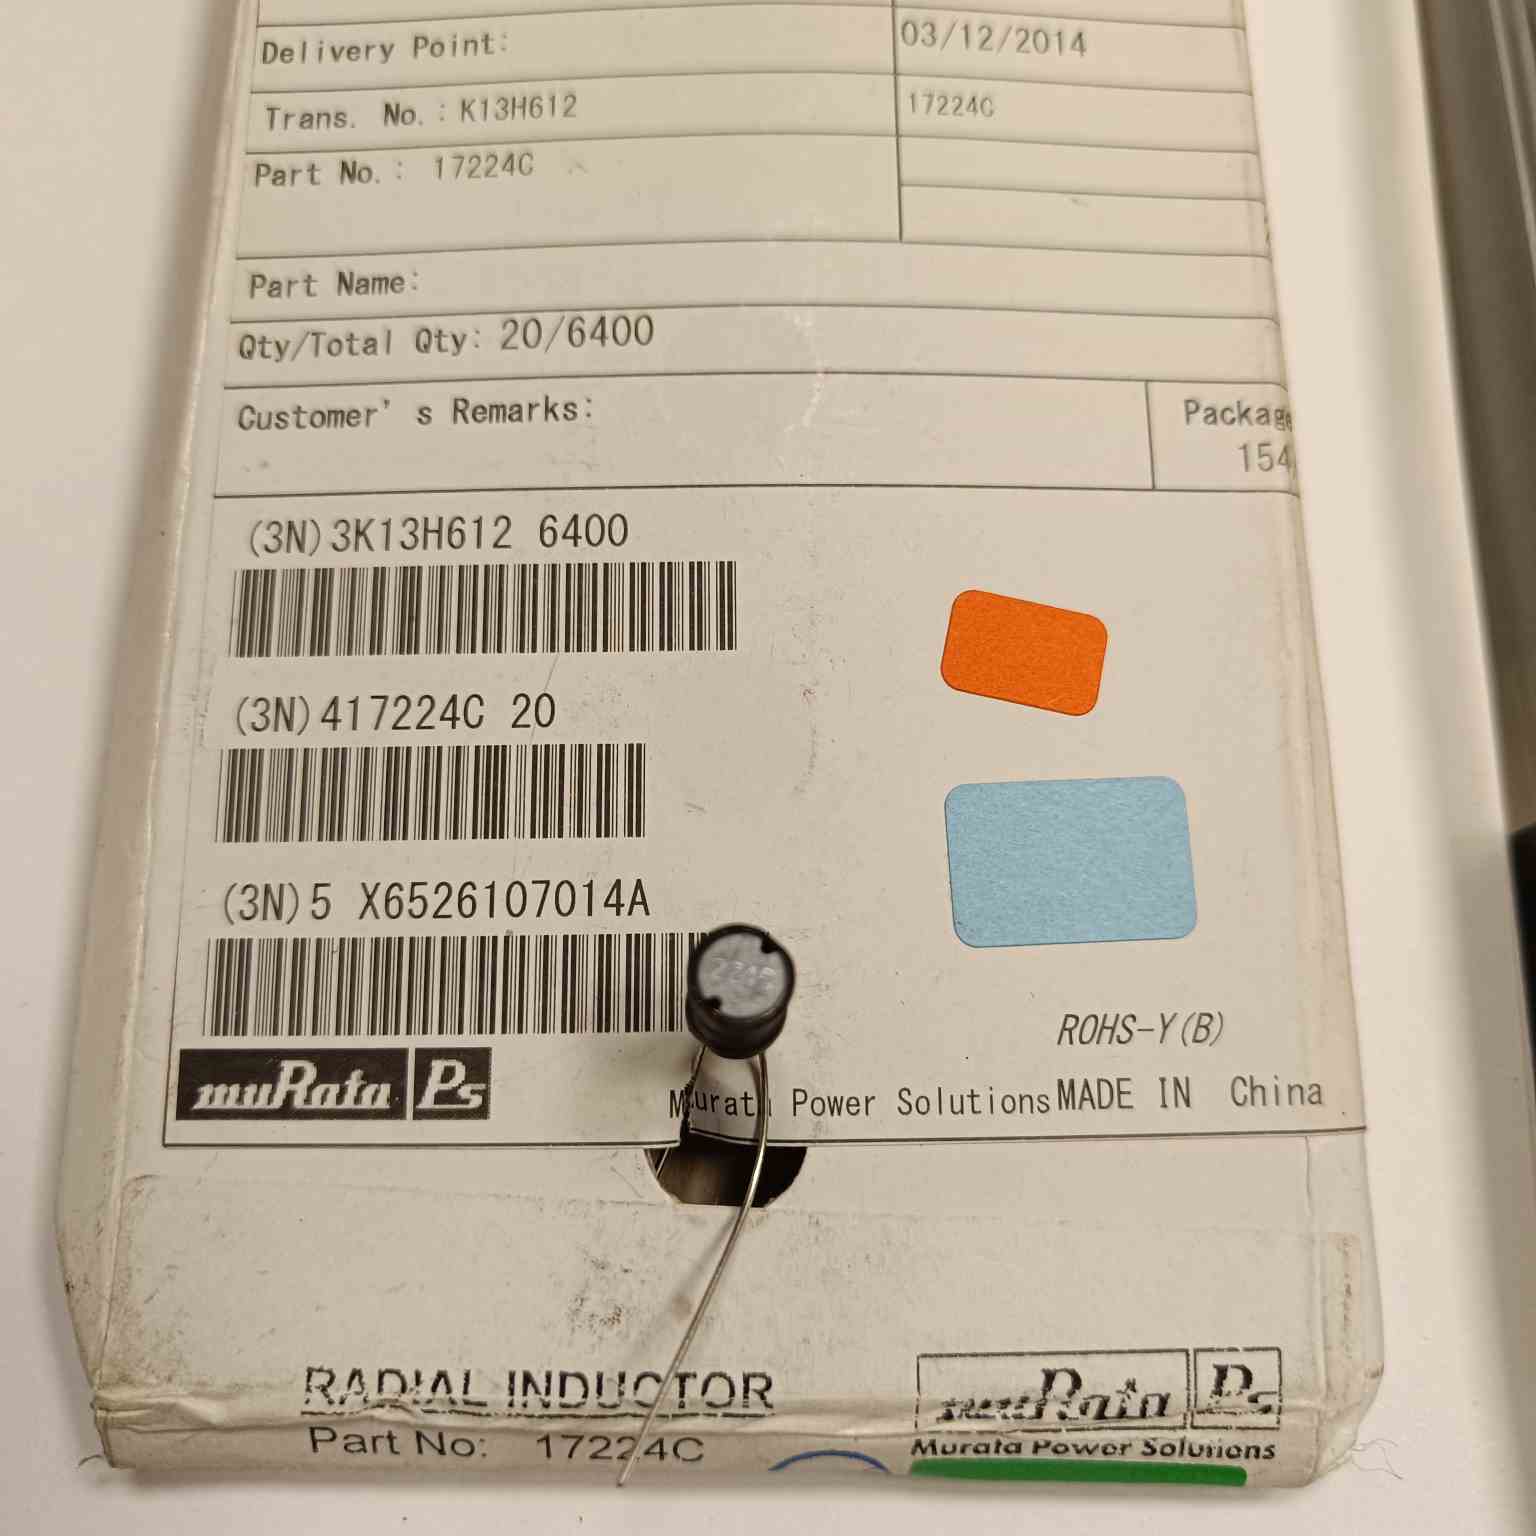 Delivery Point:
03/12/2014
Trans. No.: K13H612
17224C
Part No.: 17224C
Part Name:
Qty/Total Qty: 20/6400
Customer's Remarks:
Package
154
(3N)3K13H612 6400
(3N)417224C 20
(3N)5 X6526107014A
muRata Ps
ROHS-Y(B)
Murata Power Solutions MADE IN China
RADIAL INDUCTOR
Part No: 17224C
muRata Ps
Murata Power Solutions